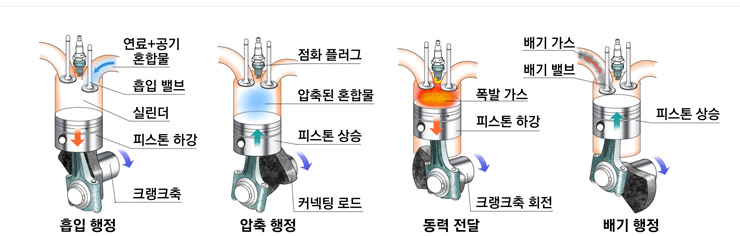 연료+공기
혼합물
흡입 밸브
실린더
피스톤 하강
크랭크축
흡입 행정
점화 플러그
압축된 혼합물
피스톤 상승
커넥팅 로드
압축 행정
폭발 가스
피스톤 하강
크랭크축 회전
동력 전달
배기 가스
배기 밸브
피스톤 상승
배기 행정